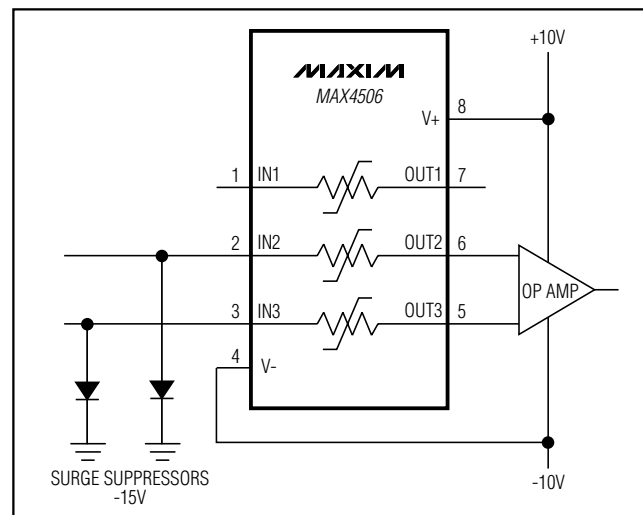 +10V
MAXIM
MAX4506
V+ 8
1 IN1 OUT1 7
2 IN2 OUT2 6
OP AMP
3 IN3 OUT3 5
4 V-
SURGE SUPPRESSORS
-15V
-10V